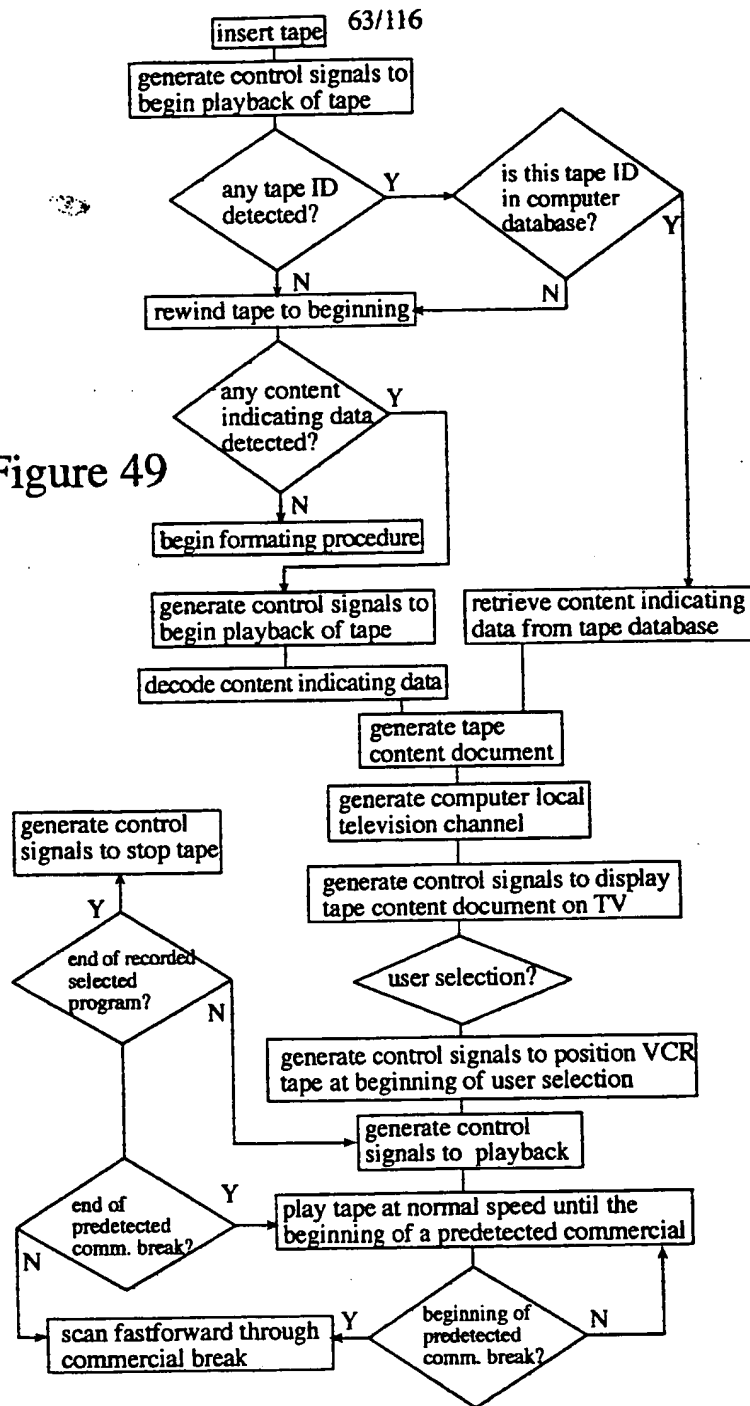 63/116
insert tape
generate control signals to
begin playback of tape
any tape ID
detected?
Y
is this tape ID
in computer
database?
Y
N
N
rewind tape to beginning
any content
indicating data
detected?
Y
Figure 49
N
begin formating procedure
generate control signals to
begin playback of tape
retrieve content indicating
data from tape database
decode content indicating data
generate tape
content document
generate computer local
television channel
generate control
signals to stop tape
generate control signals to display
tape content document on TV
Y
end of recorded
selected
program?
N
user selection?
generate control signals to position VCR
tape at beginning of user selection
generate control
signals to playback
end of
predetected
comm. break?
Y
N
play tape at normal speed until the
beginning of a predetected commercial
scan fastforward through
commercial break
Y
beginning of
predetected
comm. break?
N